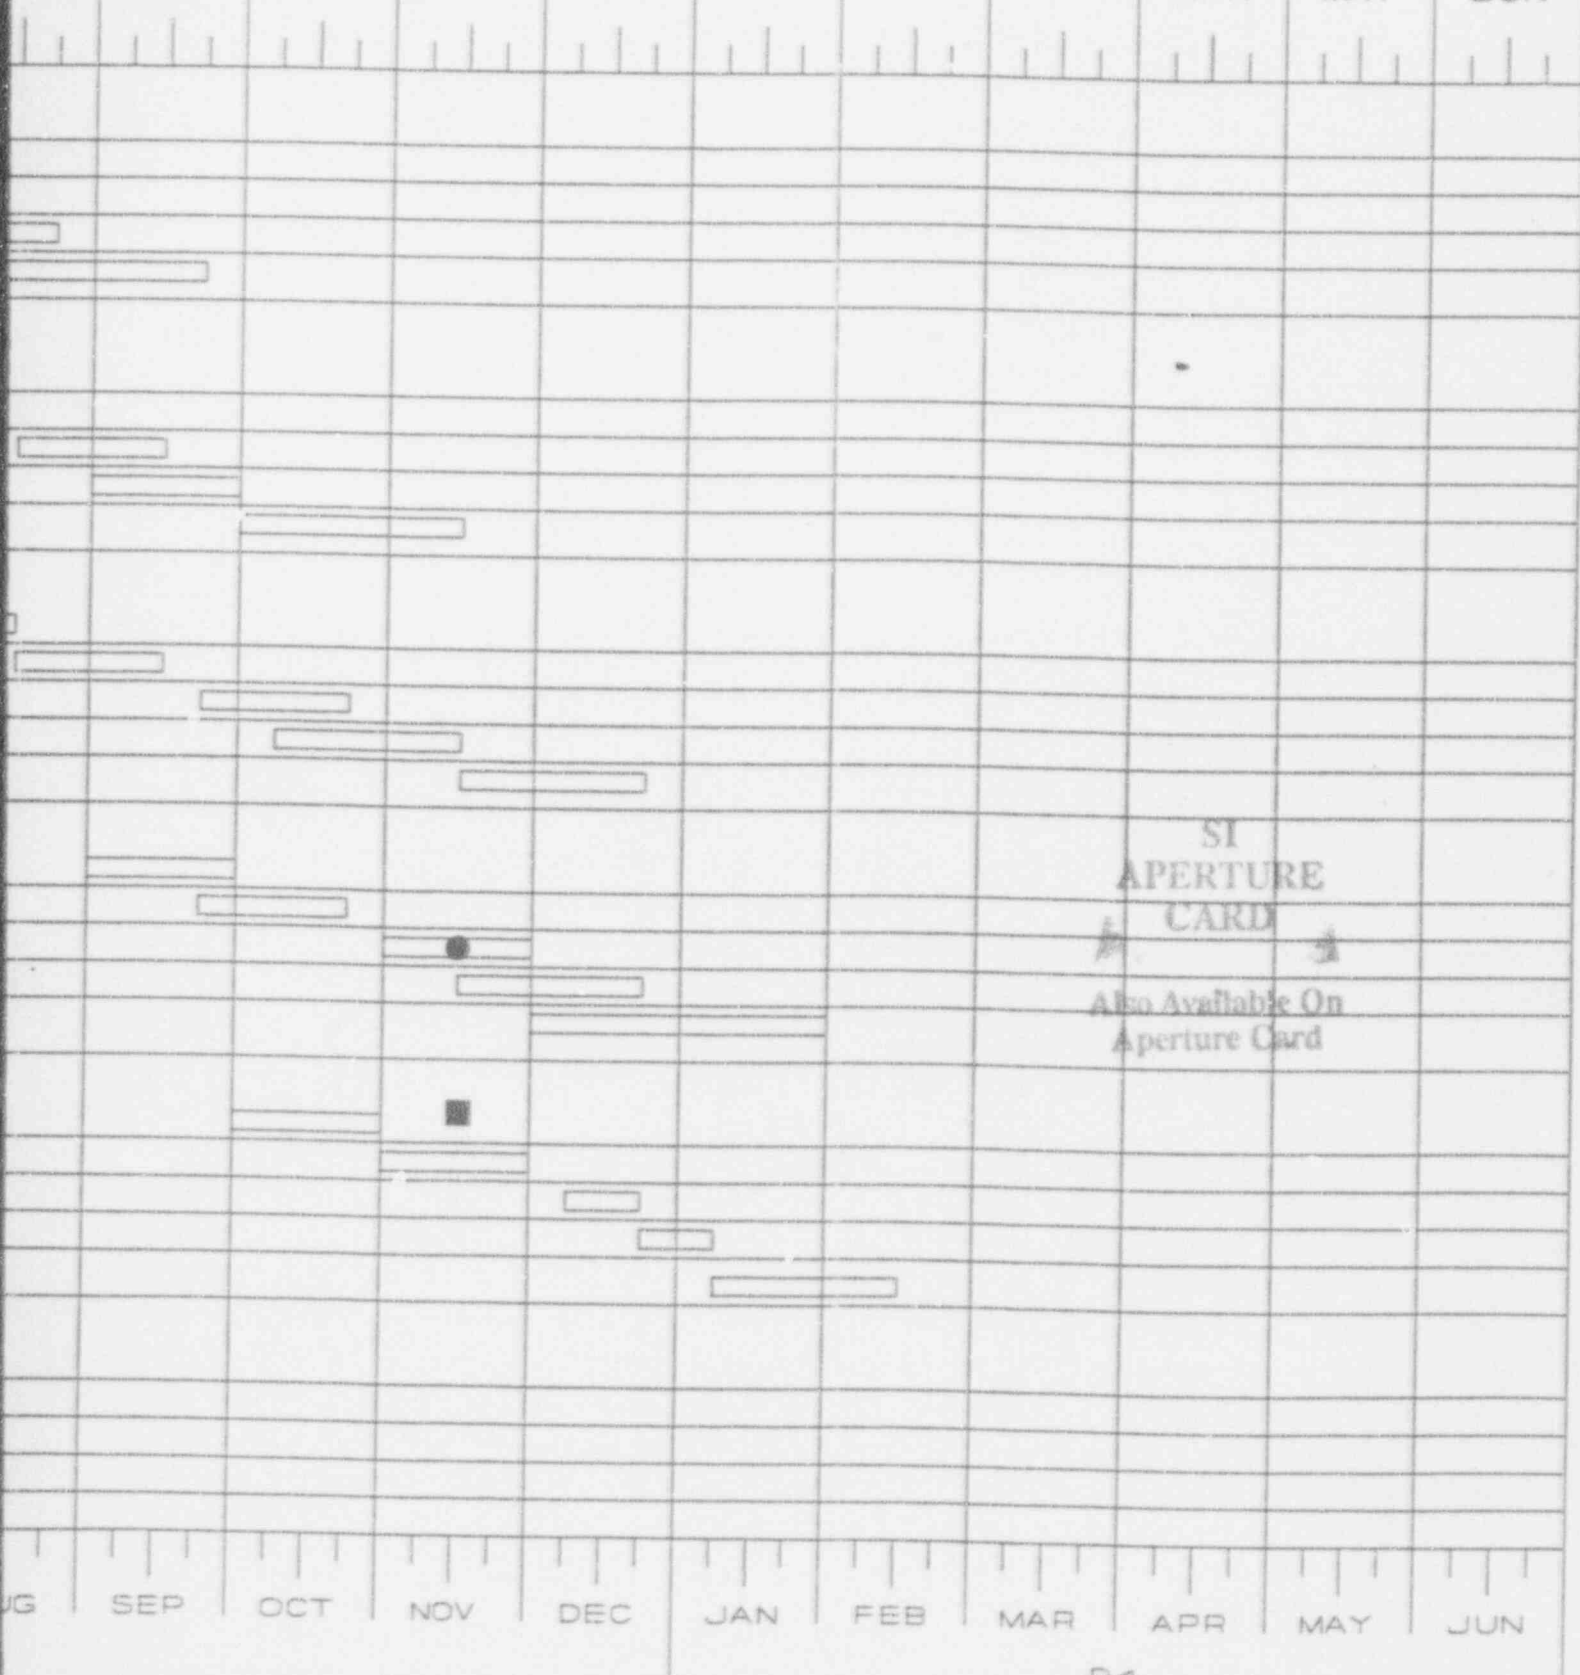 SI
APERTURE
CARD
Also Available On
Aperture Card
SEP OCT NOV DEC JAN FEB MAR APR MAY JUN